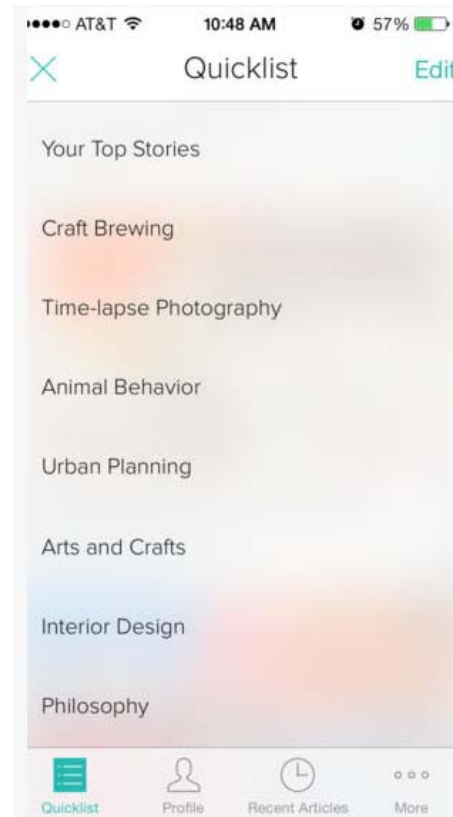 AT&T 10:48 AM 57%
Quicklist Edit
Your Top Stories
Craft Brewing
Time-lapse Photography
Animal Behavior
Urban Planning
Arts and Crafts
Interior Design
Philosophy
Quicklist Profile Recent Articles More